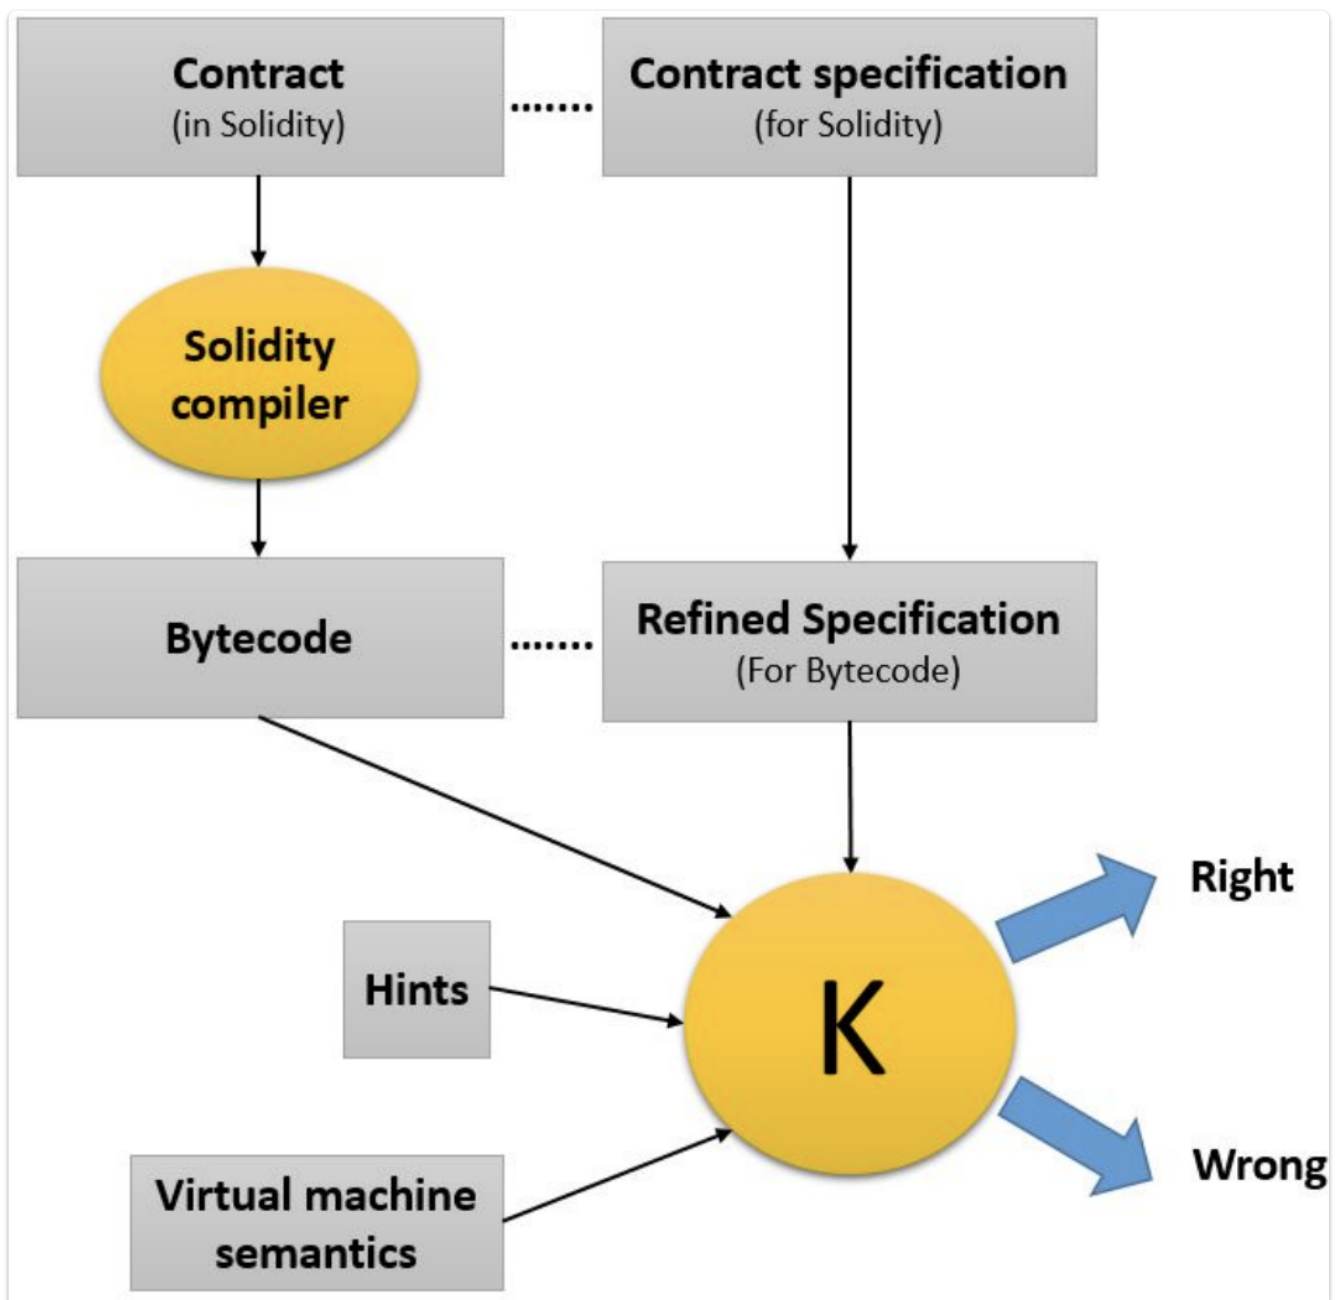 Contract
(in Solidity)
Contract specification
(for Solidity)
Solidity
compiler
Bytecode
Refined Specification
(For Bytecode)
Hints
K
Right
Wrong
Virtual machine
semantics